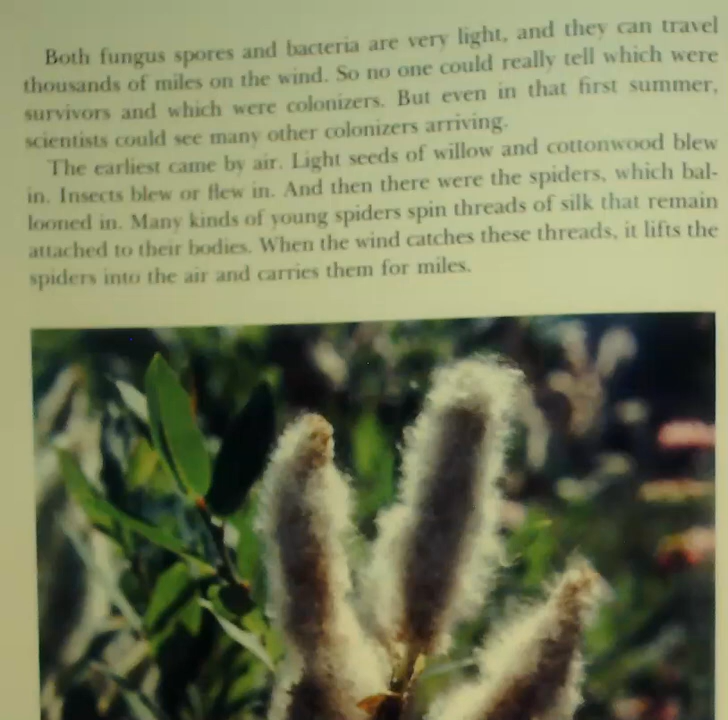 Both fungus spores and bacteria are very light, and they can travel
thousands of miles on the wind. So no one could really tell which were
survivors and which were colonizers. But even in that first summer,
scientists could see many other colonizers arriving.
The earliest came by air. Light seeds of willow and cottonwood blew
in. Insects blew or flew in. And then there were the spiders, which bal-
looned in. Many kinds of young spiders spin threads of silk that remain
attached to their bodies. When the wind catches these threads, it lifts the
spiders into the air and carries them for miles.